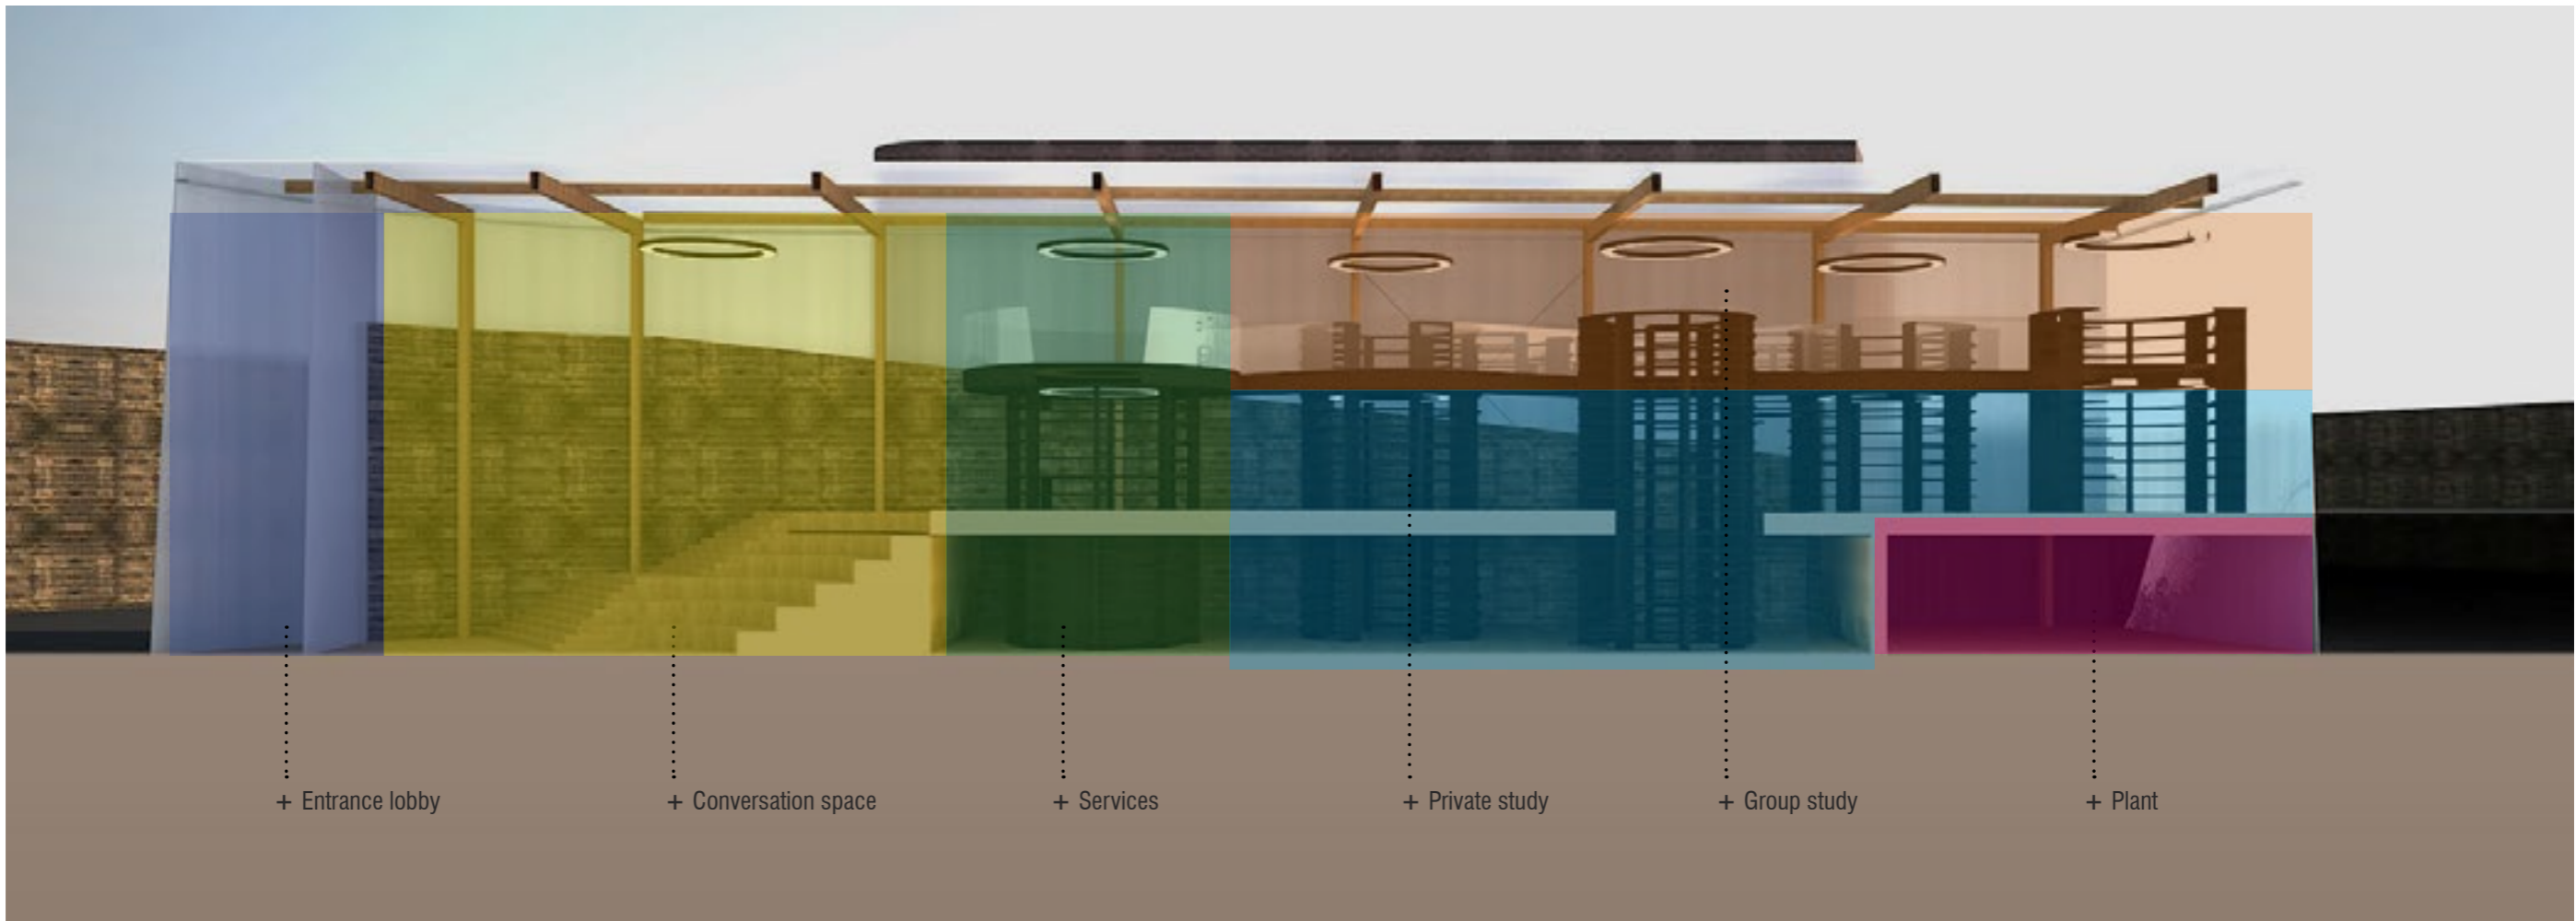 + Entrance lobby
+ Conversation space
+ Services
+ Private study
+ Group study
+ Plant